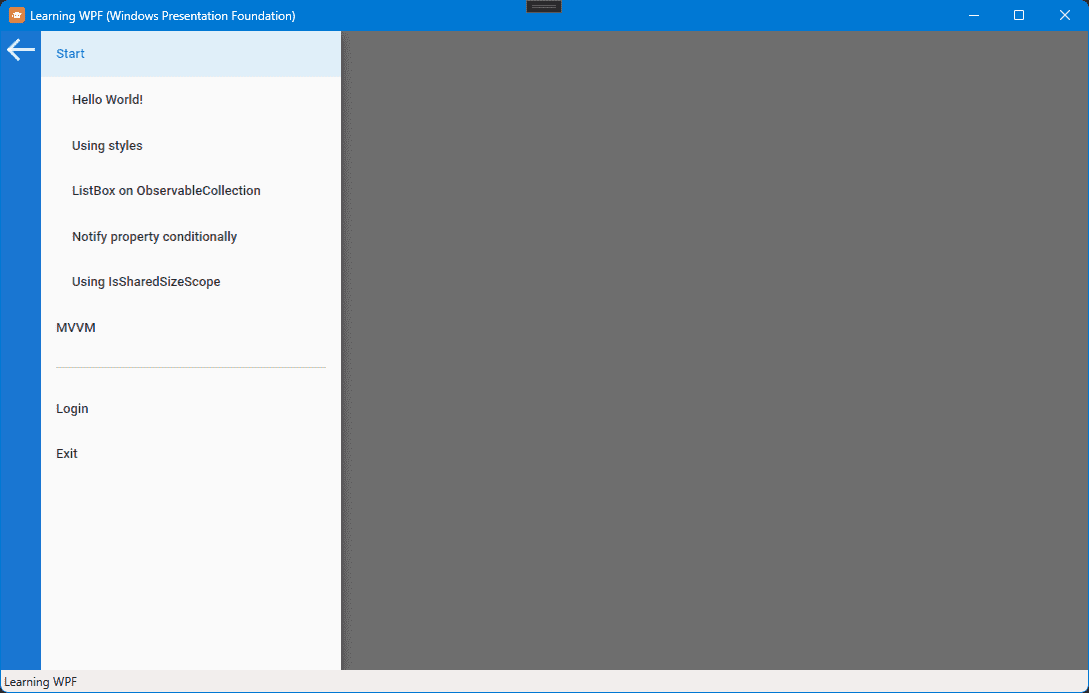 Learning WPF (Windows Presentation Foundation)
Start
Hello World!
Using styles
ListBox on ObservableCollection
Notify property conditionally
Using IsSharedSizeScope
MVVM
Login
Exit
Learning WPF